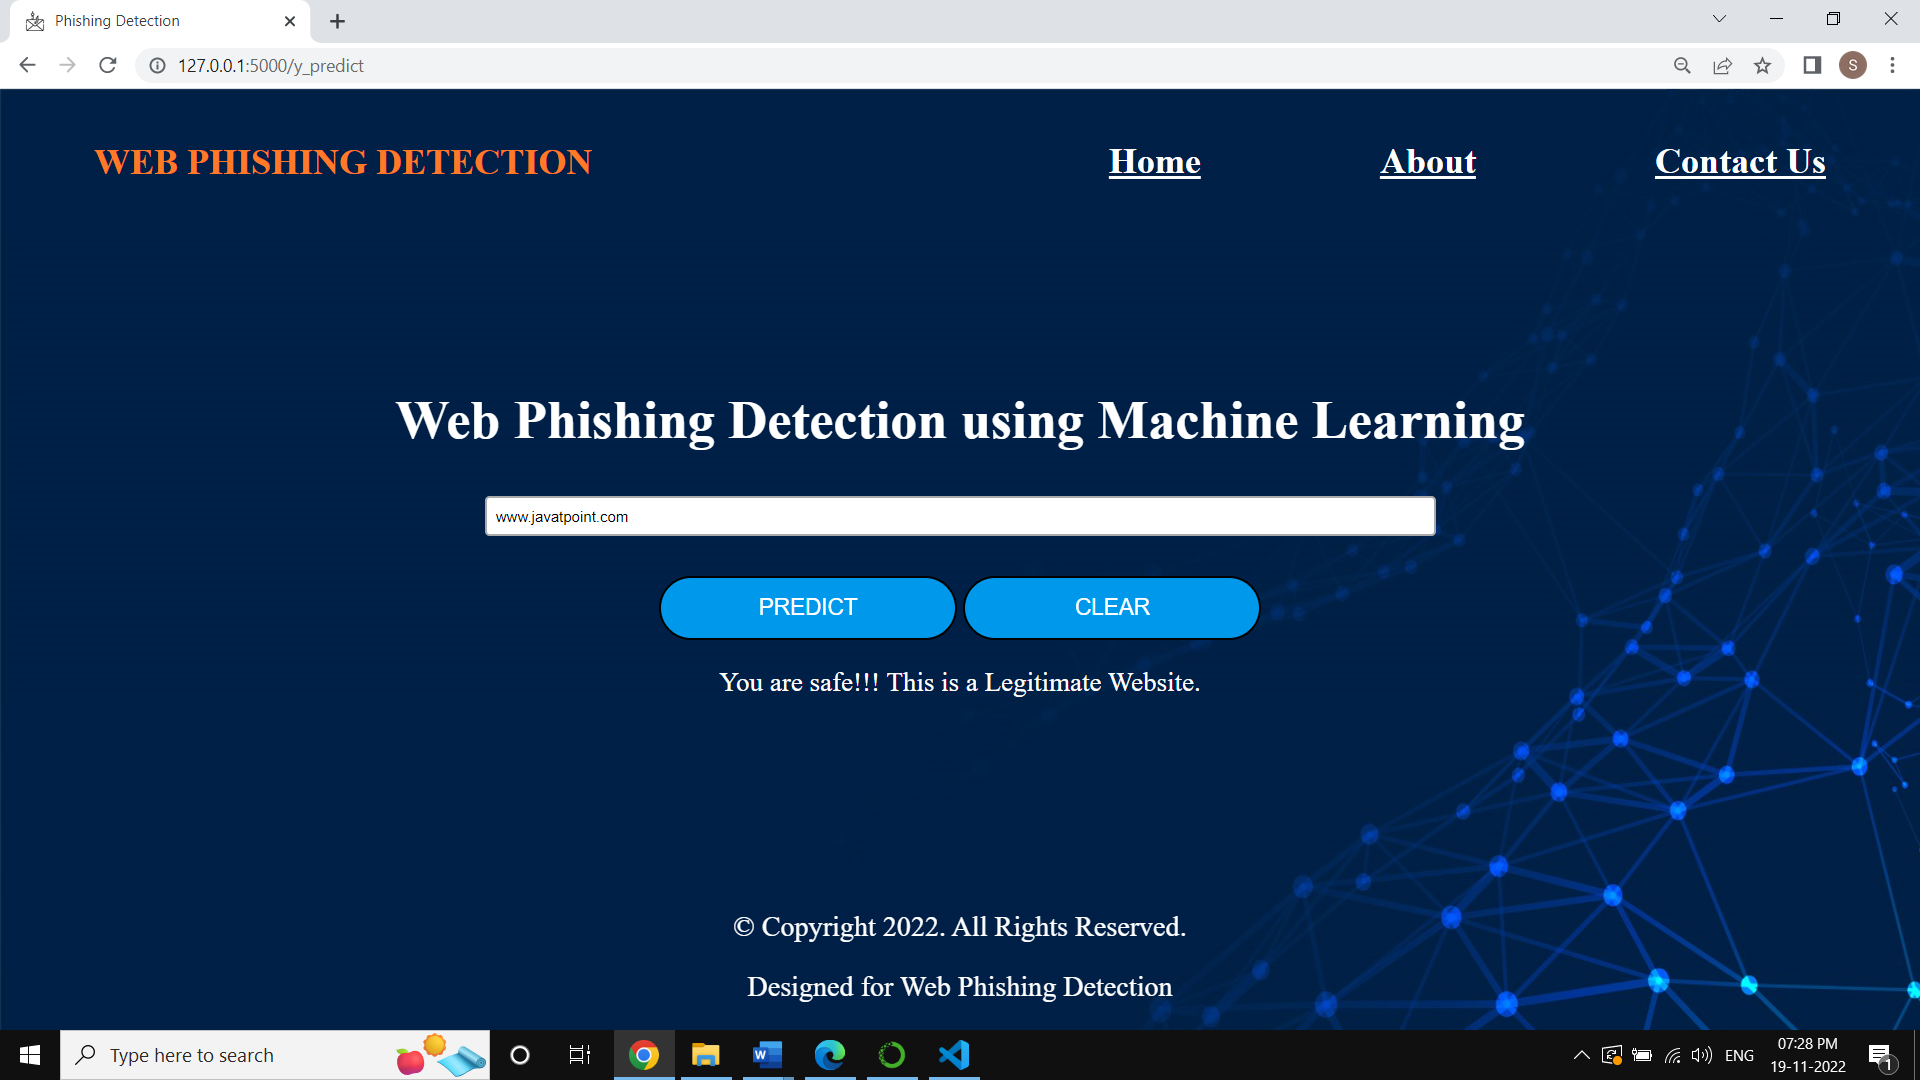 Phishing Detection
127.0.0.1:5000/y_predict
S
WEB PHISHING DETECTION
Home
About
Contact Us
Web Phishing Detection using Machine Learning
www.javatpoint.com
PREDICT
CLEAR
You are safe!!! This is a Legitimate Website.
© Copyright 2022. All Rights Reserved.
Designed for Web Phishing Detection
Type here to search
W
ENG
07:28 PM
19-11-2022
1